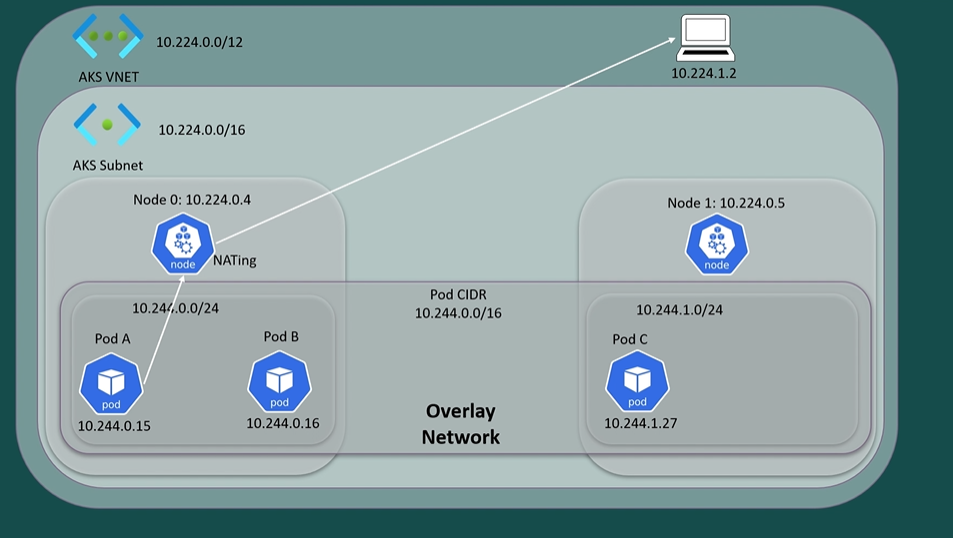 10.224.0.0/12
AKS VNET
10.224.1.2
10.224.0.0/16
AKS Subnet
Node 0: 10.224.0.4
node
NATing
Node 1: 10.224.0.5
node
Pod CIDR
10.244.0.0/16
10.244.0.0/24
Pod A
pod
10.244.0.15
Pod B
pod
10.244.0.16
Overlay
Network
10.244.1.0/24
Pod C
pod
10.244.1.27